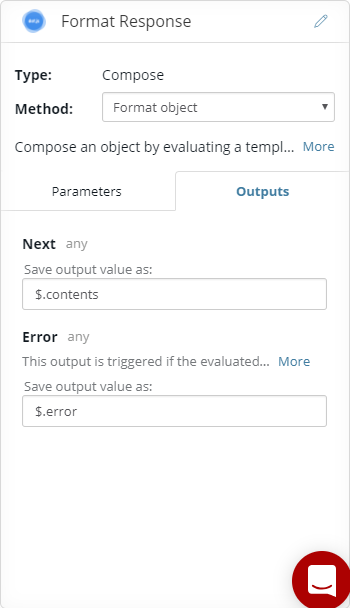 Format Response
Type: Compose
Method: Format object
Compose an object by evaluating a templ... More
Parameters Outputs
Next any
Save output value as:
$.contents
Error any
This output is triggered if the evaluated... More
Save output value as:
$.error